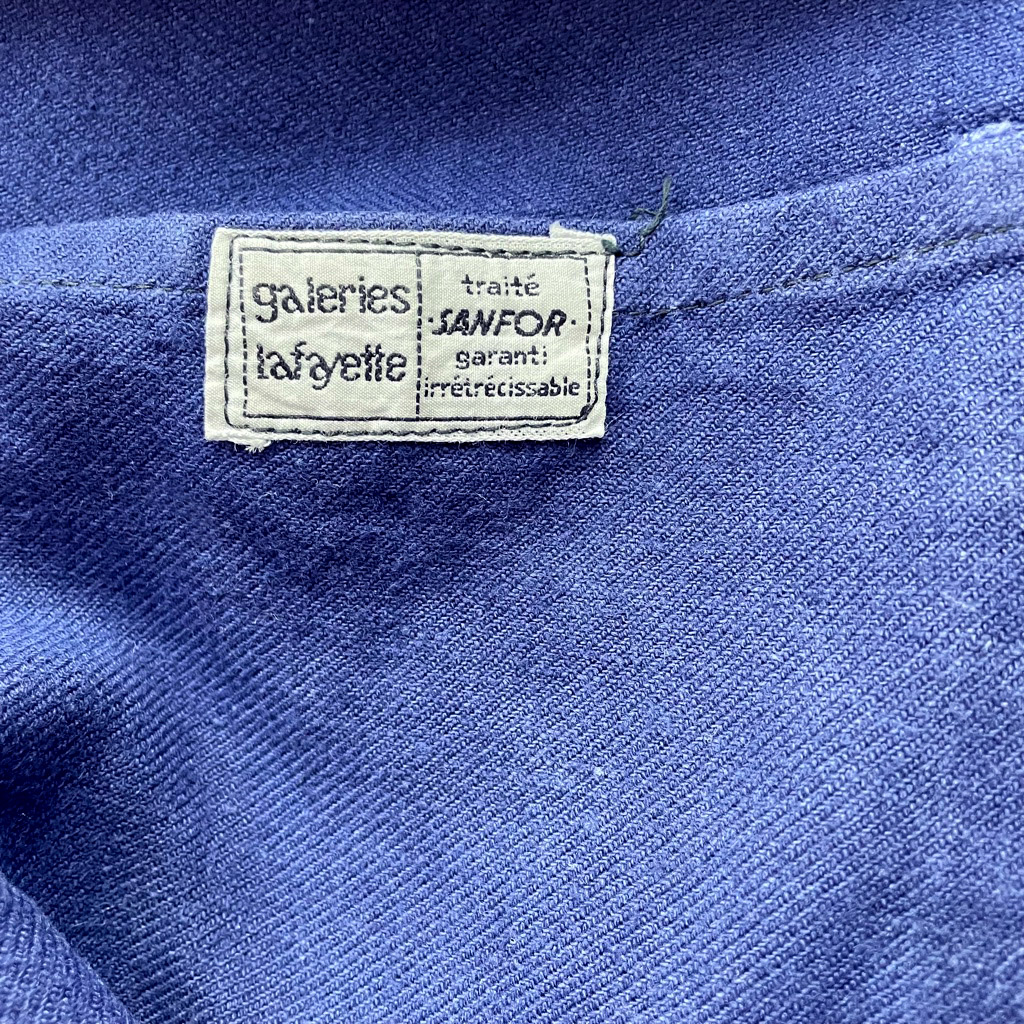 galeries
lafayette
traité
·SANFOR·
garanti
irrétrécissable